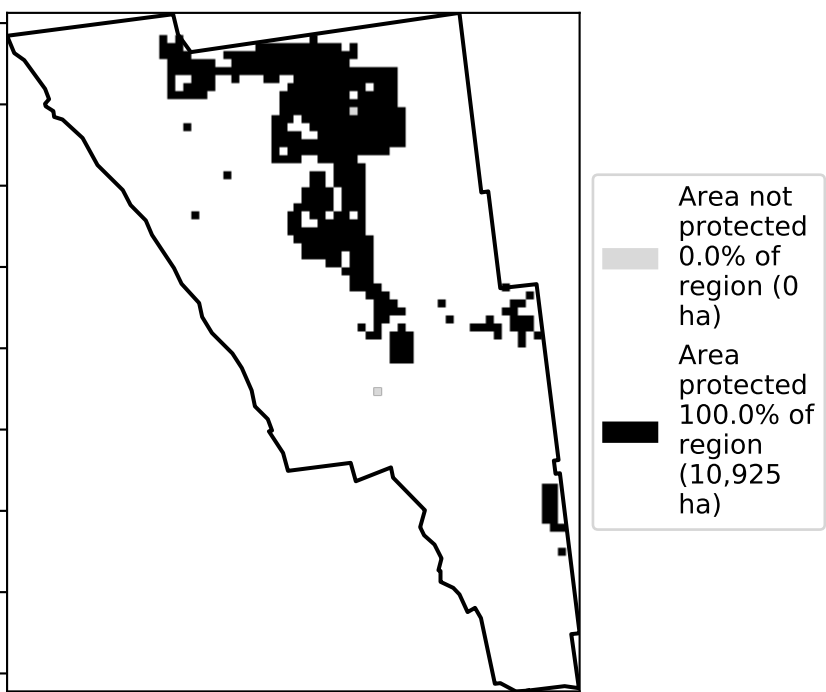 Area not
protected
0.0% of
region (0
ha)
Area
protected
100.0% of
region
(10,925
ha)